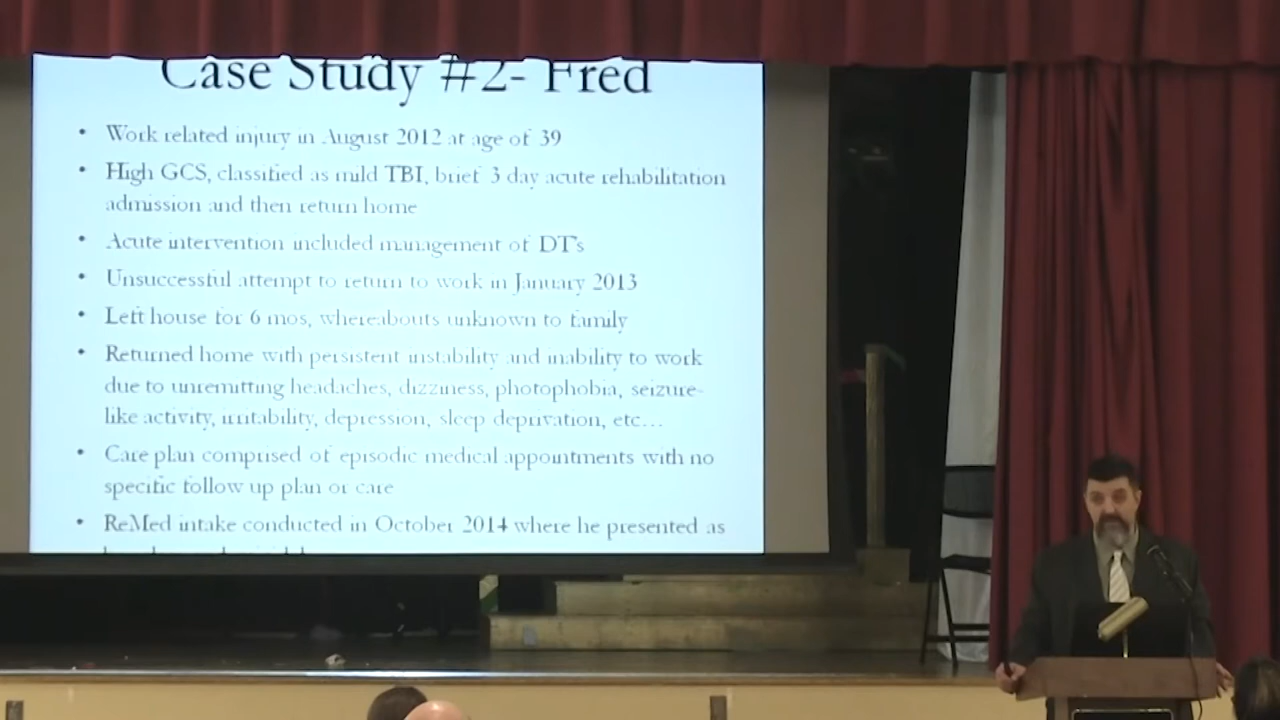 Case Study #2- Fred
• Work related injury in August 2012 at age of 39
• High GCS, classified as mild TBI, brief 3 day acute rehabilitation
admission and then return home
• Acute intervention included management of DTs
• Unsuccessful attempt to return to work in January 2013
• Left house for 6 mos, whereabouts unknown to family
• Returned home with persistent instability and inability to work
due to unremitting headaches, dizziness, photophobia, seizure-
like activity, irritability, depression, sleep deprivation, etc…
• Care plan comprised of episodic medical appointments with no
specific follow up plan or care
• ReMed intake conducted in October 2014 where he presented as